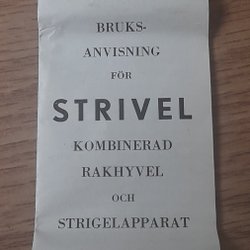 BRUKS-
ANVISNING
FÖR
STRIVEL
KOMBINERAD
RAKHYVEL
OCH
STRIGELAPPARAT